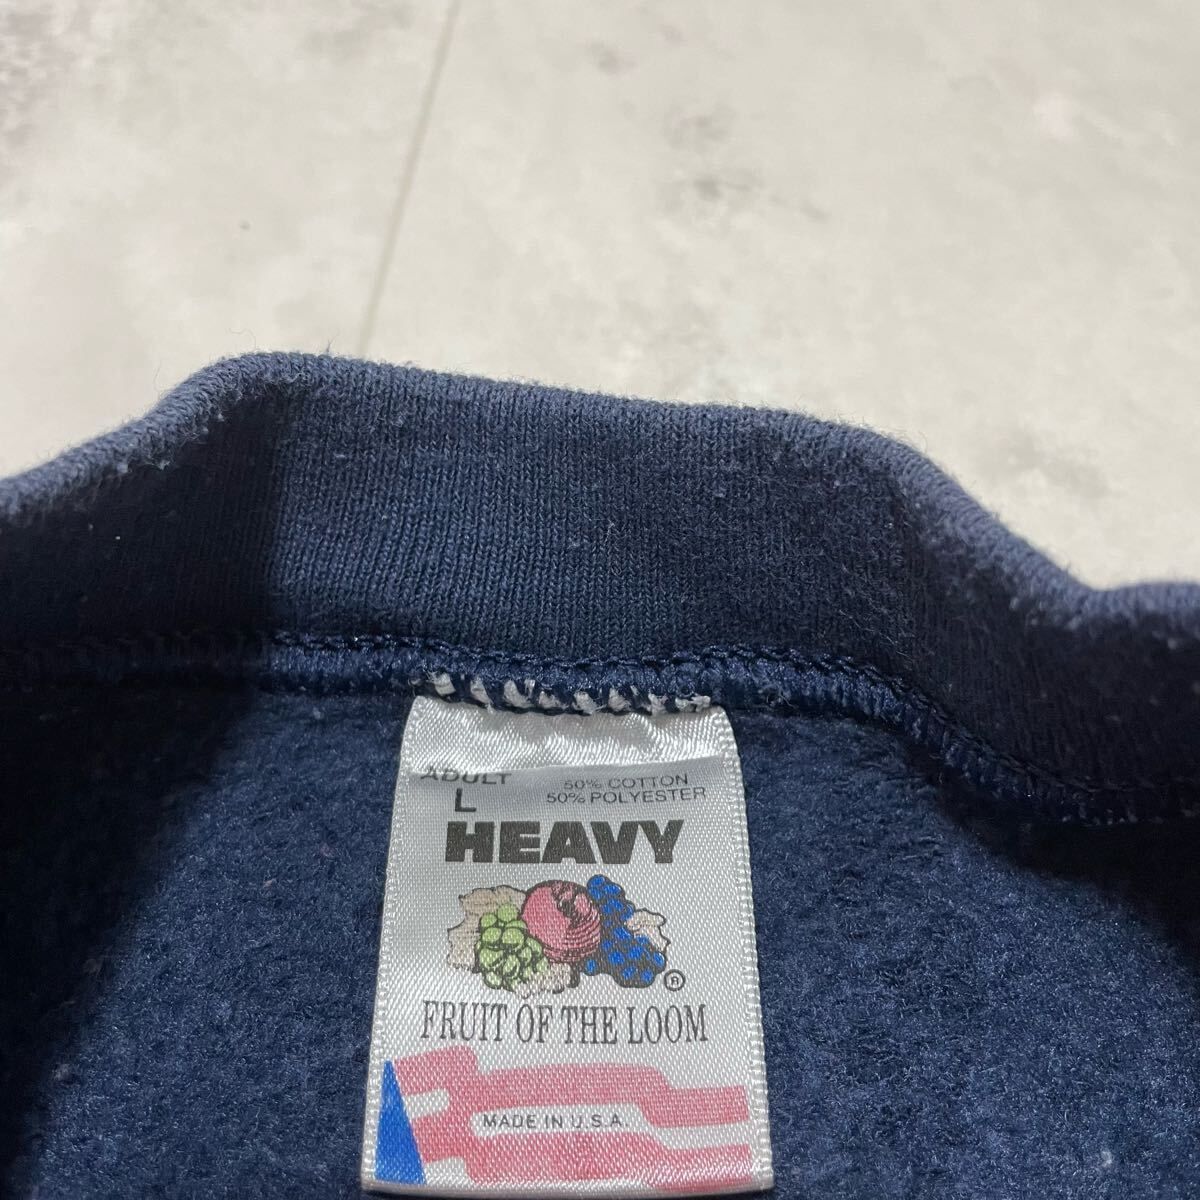 ADULT
L
50% COTTON
50% POLYESTER
HEAVY
®
FRUIT OF THE LOOM
MADE IN U.S.A.